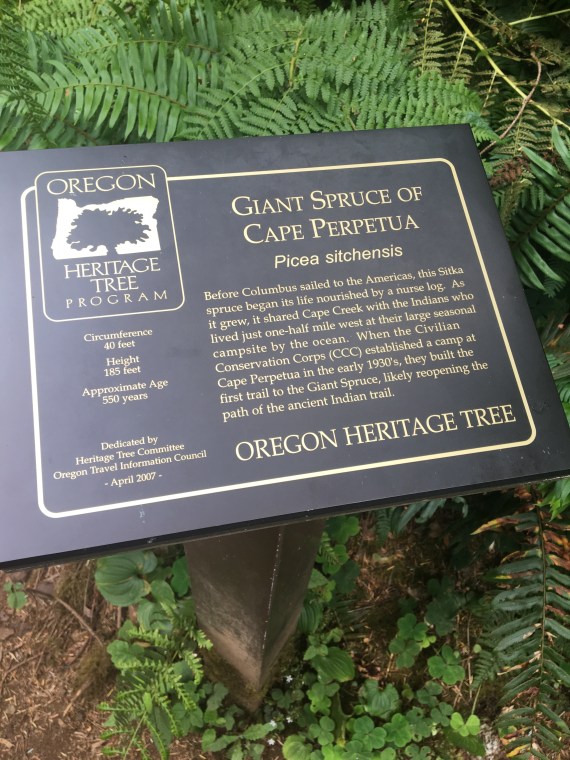 OREGON
HERITAGE
TREE
PROGRAM
Circumference
40 feet
Height
185 feet
Approximate Age
550 years
Dedicated by
Heritage Tree Committee
Oregon Travel Information Council
- April 2007 -
GIANT SPRUCE OF
CAPE PERPETUA
Picea sitchensis
Before Columbus sailed to the Americas, this Sitka
spruce began its life nourished by a nurse log. As
it grew, it shared Cape Creek with the Indians who
lived just one-half mile west at their large seasonal
campsite by the ocean. When the Civilian
Conservation Corps (CCC) established a camp at
Cape Perpetua in the early 1930's, they built the
first trail to the Giant Spruce, likely reopening the
path of the ancient Indian trail.
OREGON HERITAGE TREE